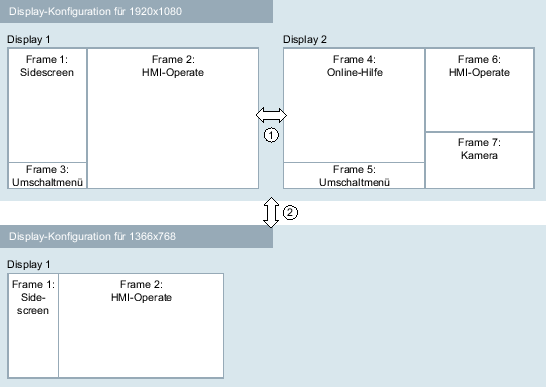 Display-Konfiguration für 1920x1080
Display 1
Frame 1:
Sidescreen
Frame 2:
HMI-Operate
Frame 3:
Umschaltmenü
1
Display 2
Frame 4:
Online-Hilfe
Frame 5:
Umschaltmenü
Frame 6:
HMI-Operate
Frame 7:
Kamera
2
Display-Konfiguration für 1366x768
Display 1
Frame 1:
Side-
screen
Frame 2:
HMI-Operate